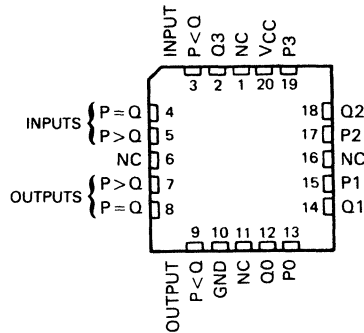 INPUT P<Q Q3 NC VCC P3
3 2 1 20 19
INPUTS { P=Q 4
P>Q 5
NC 6
OUTPUTS { P>Q 7
P=Q 8
18 Q2
17 P2
16 NC
15 P1
14 Q1
9 10 11 12 13
OUTPUT P<Q GND NC Q0 P0